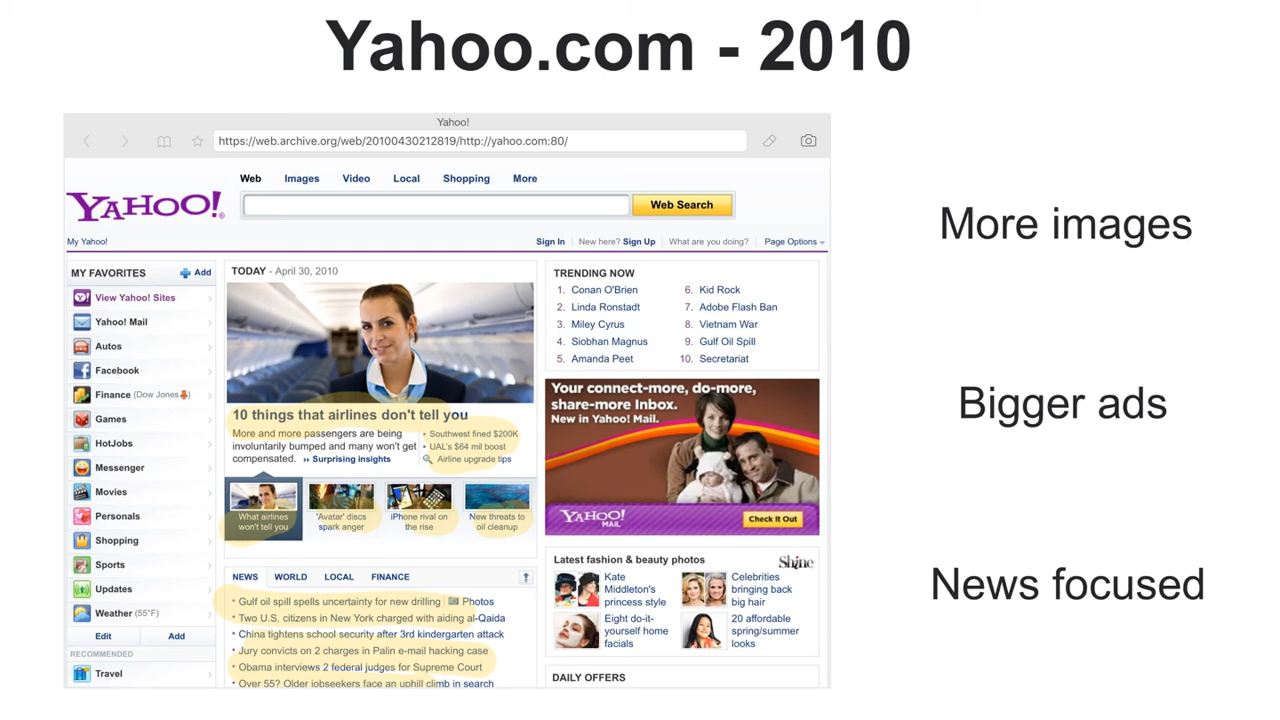 Yahoo.com - 2010
Yahoo!
https://web.archive.org/web/20100430212819/http://yahoo.com:80/
Web Images Video Local Shopping More
YAHOO!
Web Search
My Yahoo!
Sign In New here? Sign Up What are you doing? Page Options
MY FAVORITES Add
View Yahoo! Sites
Yahoo! Mail
Autos
Facebook
Finance (Dow Jones)
Games
HotJobs
Messenger
Movies
Personals
Shopping
Sports
Updates
Weather (55°F)
Edit Add
RECOMMENDED
Travel
TODAY - April 30, 2010
10 things that airlines don't tell you
More and more passengers are being
involuntarily bumped and many won't get
compensated. ›› Surprising insights
• Southwest fined $200K
• UAL's $64 mil boost
Airline upgrade tips
What airlines
won't tell you
'Avatar' discs
spark anger
iPhone rival on
the rise
New threats to
oil cleanup
NEWS WORLD LOCAL FINANCE
• Gulf oil spill spells uncertainty for new drilling | Photos
• Two U.S. citizens in New York charged with aiding al-Qaida
• China tightens school security after 3rd kindergarten attack
• Jury convicts on 2 charges in Palin e-mail hacking case
• Obama interviews 2 federal judges for Supreme Court
• Over 55? Older jobseekers face an uphill climb in search
TRENDING NOW
1. Conan O'Brien
2. Linda Ronstadt
3. Miley Cyrus
4. Siobhan Magnus
5. Amanda Peet
6. Kid Rock
7. Adobe Flash Ban
8. Vietnam War
9. Gulf Oil Spill
10. Secretariat
Your connect-more, do-more,
share-more Inbox.
New in Yahoo! Mail.
YAHOO!
MAIL
Check It Out
Latest fashion & beauty photos
Shine
Kate
Middleton's
princess style
Celebrities
bringing back
big hair
Eight do-it-
yourself home
facials
20 affordable
spring/summer
looks
DAILY OFFERS
More images
Bigger ads
News focused